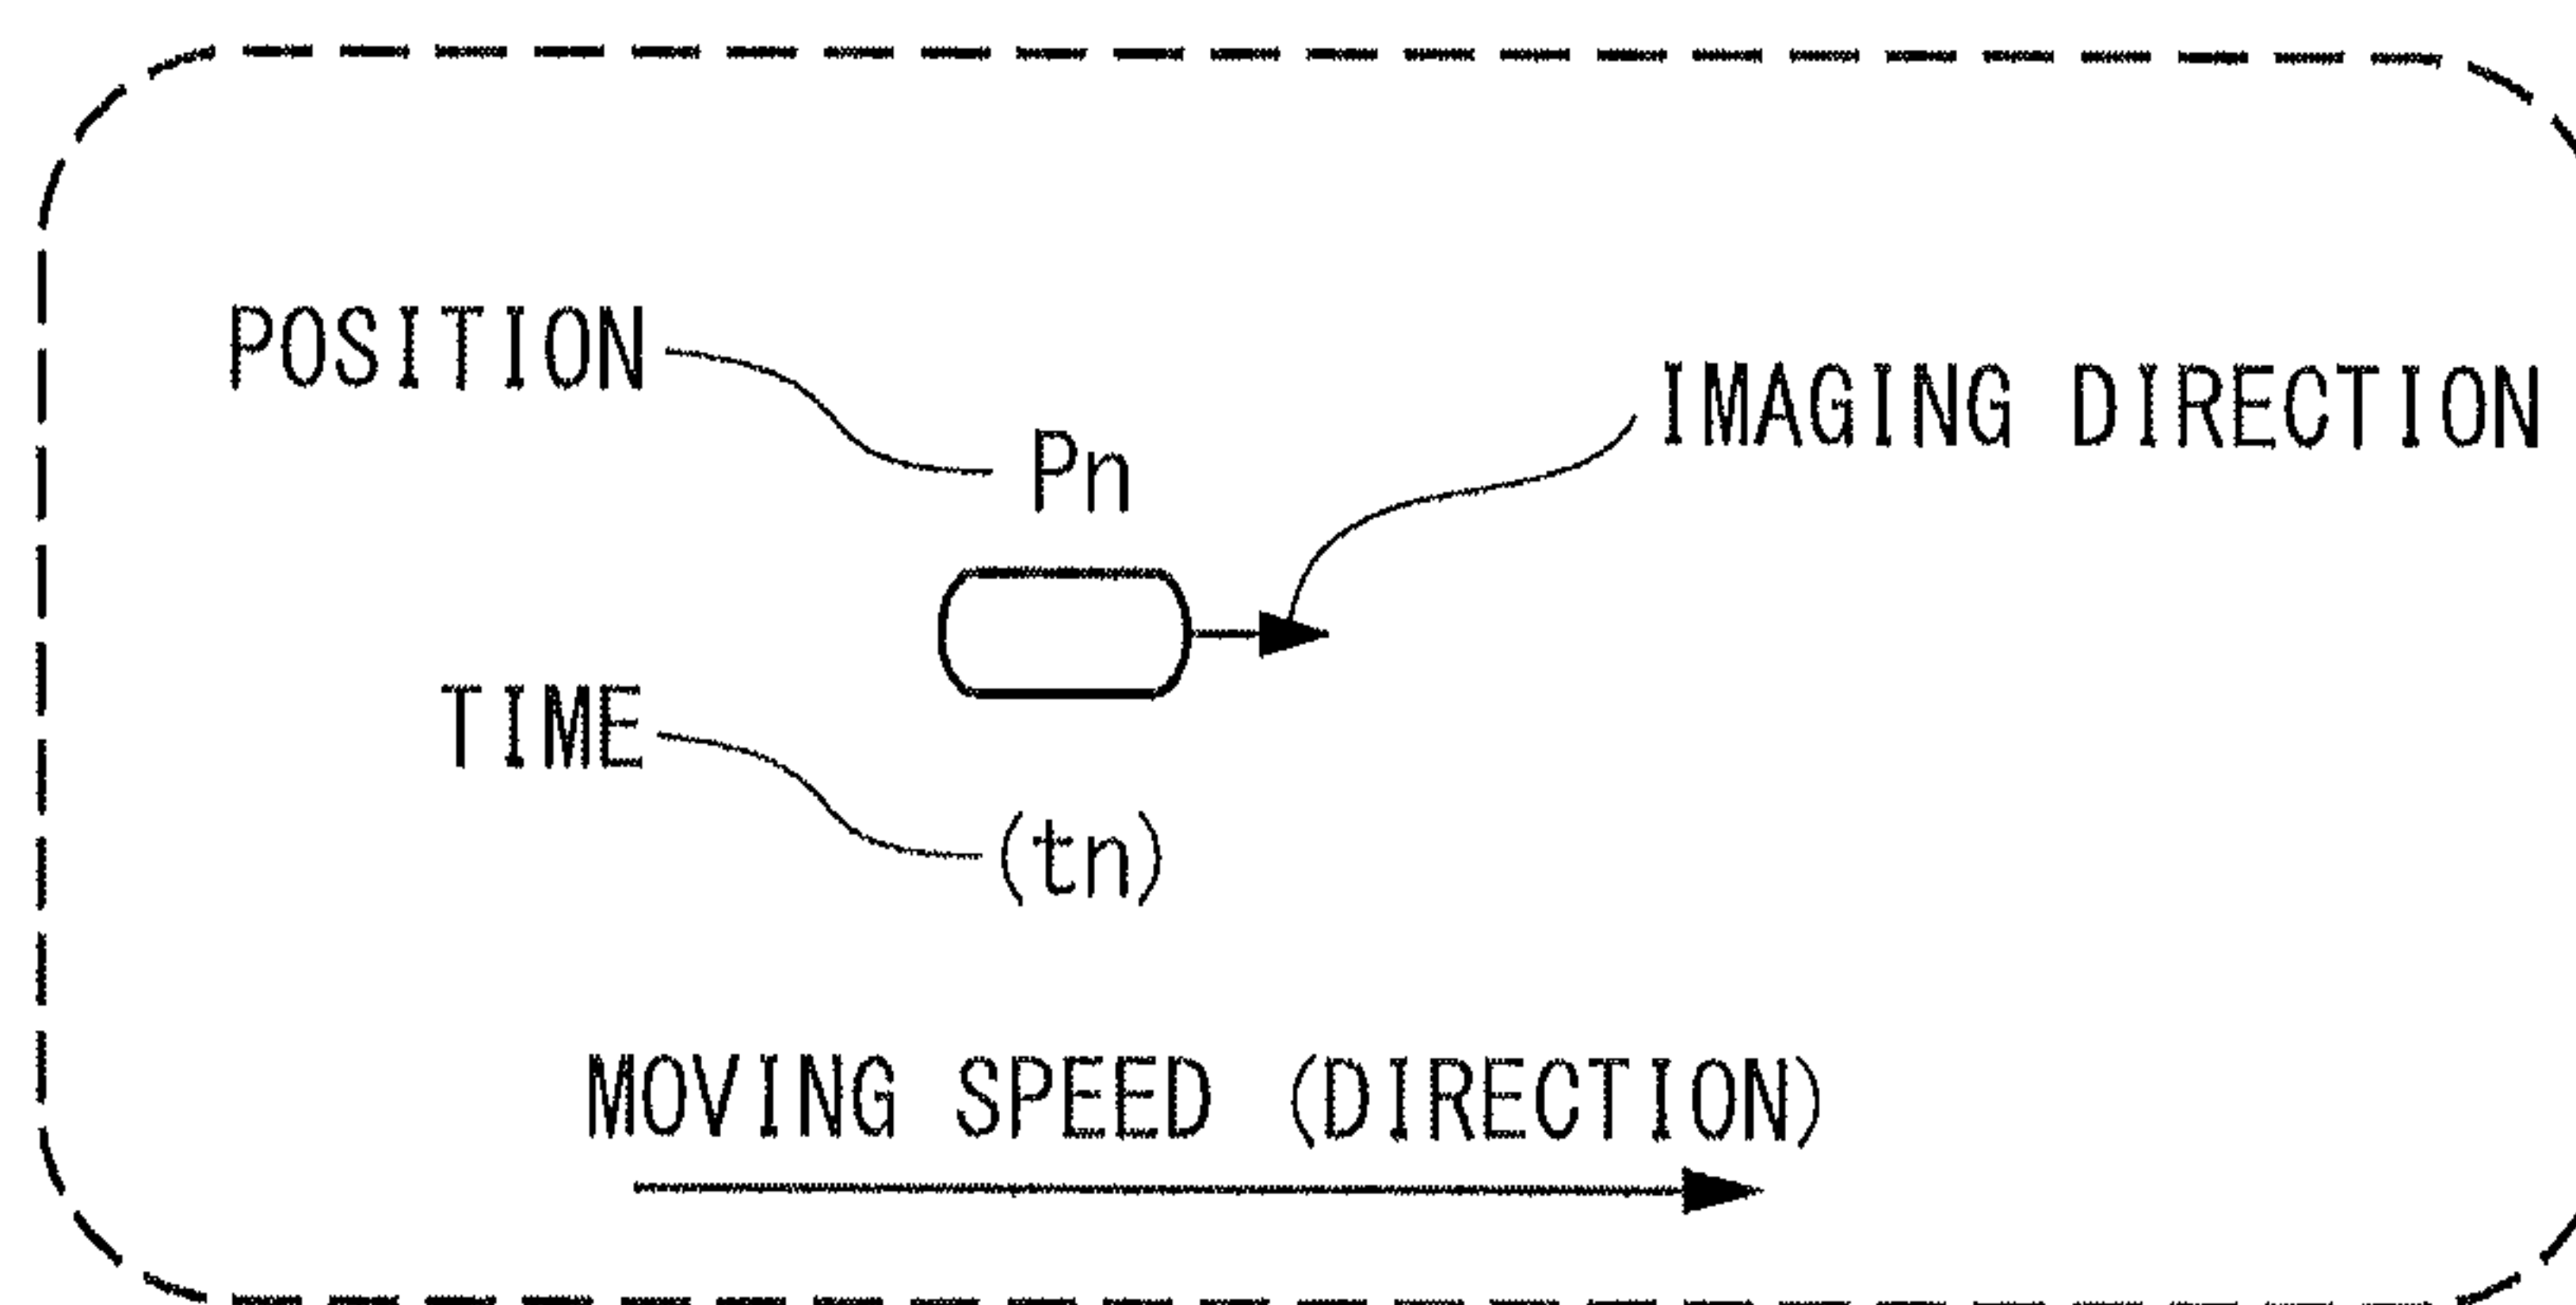 POSITION
IMAGING DIRECTION
Pn
TIME
(tn)
MOVING SPEED (DIRECTION)